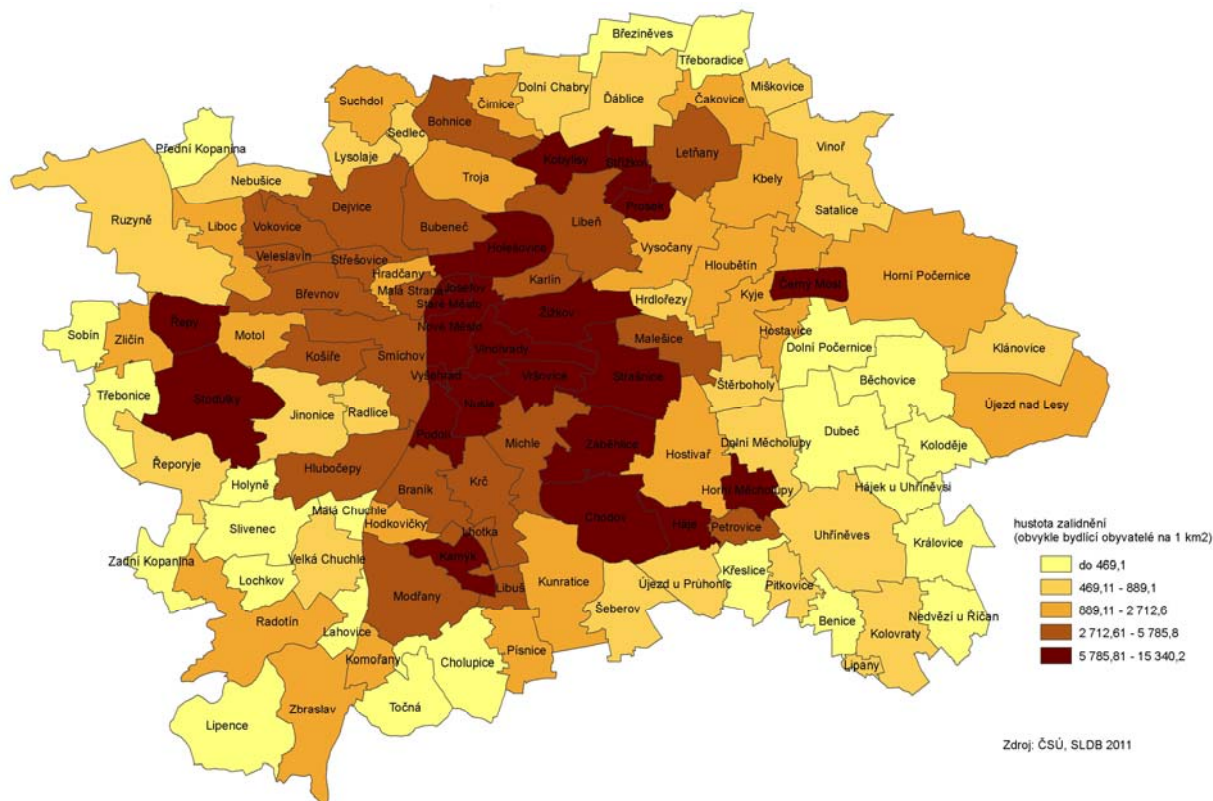 Březiněves
Třeboradice
Dolní Chabry
Ďáblice
Čakovice
Miškovice
Suchdol
Čimice
Bohnice
Sedlec
Přední Kopanina
Lysolaje
Kobylisy
Střížkov
Letňany
Vinoř
Nebušice
Troja
Kbely
Ruzyně
Dejvice
Prosek
Satalice
Liboc
Vokovice
Bubeneč
Libeň
Holešovice
Vysočany
Veleslavín
Střešovice
Hradčany
Karlín
Hloubětín
Horní Počernice
Břevnov
Malá Strana
Josefov
Staré Město
Hrdlořezy
Kyje
Černý Most
Sobín
Zličín
Řepy
Motol
Nové Město
Žižkov
Malešice
Hostavice
Dolní Počernice
Klánovice
Košíře
Smíchov
Vinohrady
Třebonice
Stodůlky
Vyšehrad
Vršovice
Strašnice
Štěrboholy
Běchovice
Jinonice
Radlice
Nusle
Újezd nad Lesy
Podolí
Michle
Záběhlice
Hostivař
Dolní Měcholupy
Dubeč
Koloděje
Řeporyje
Hlubočepy
Holyně
Braník
Krč
Horní Měcholupy
Hájek u Uhříněvsi
Malá Chuchle
Hodkovičky
Chodov
Háje
Petrovice
Slivenec
Lhotka
Uhříněves
Královice
Zadní Kopanina
Velká Chuchle
Kamýk
Lochkov
Modřany
Libuš
Kunratice
Újezd u Průhonic
Křeslice
Pitkovice
Šeberov
Benice
Nedvězí u Říčan
Radotín
Lahovice
Kolovraty
Komořany
Cholupice
Písnice
Lipany
Točná
Zbraslav
Lipence
hustota zalidnění
(obvykle bydlící obyvatelé na 1 km2)
do 469,1
469,11 - 889,1
889,11 - 2 712,6
2 712,61 - 5 785,8
5 785,81 - 15 340,2
Zdroj: ČSÚ, SLDB 2011